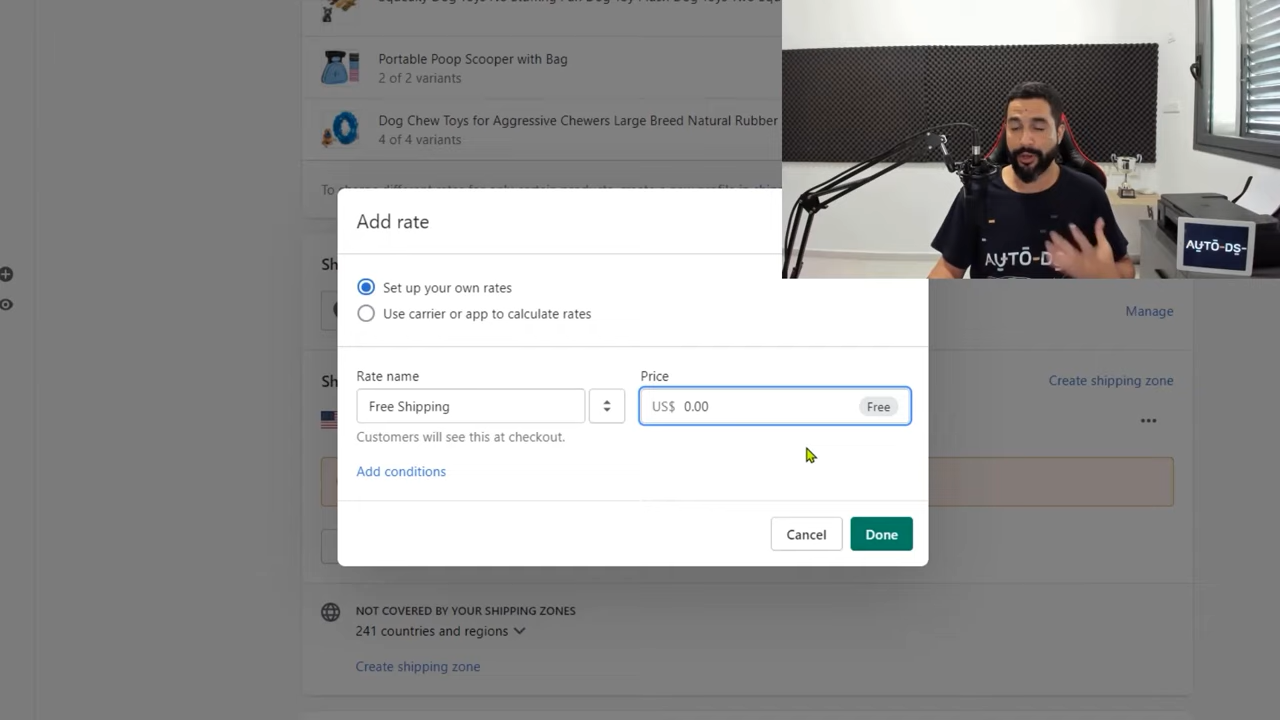 Portable Poop Scooper with Bag
2 of 2 variants
Dog Chew Toys for Aggressive Chewers Large Breed Natural Rubber
4 of 4 variants
Add rate
Set up your own rates
Use carrier or app to calculate rates
Manage
Rate name
Price
Create shipping zone
Free Shipping
US$ 0.00
Free
Customers will see this at checkout.
Add conditions
Cancel
Done
NOT COVERED BY YOUR SHIPPING ZONES
241 countries and regions
Create shipping zone
AUTO-DS
AUTO-DS-